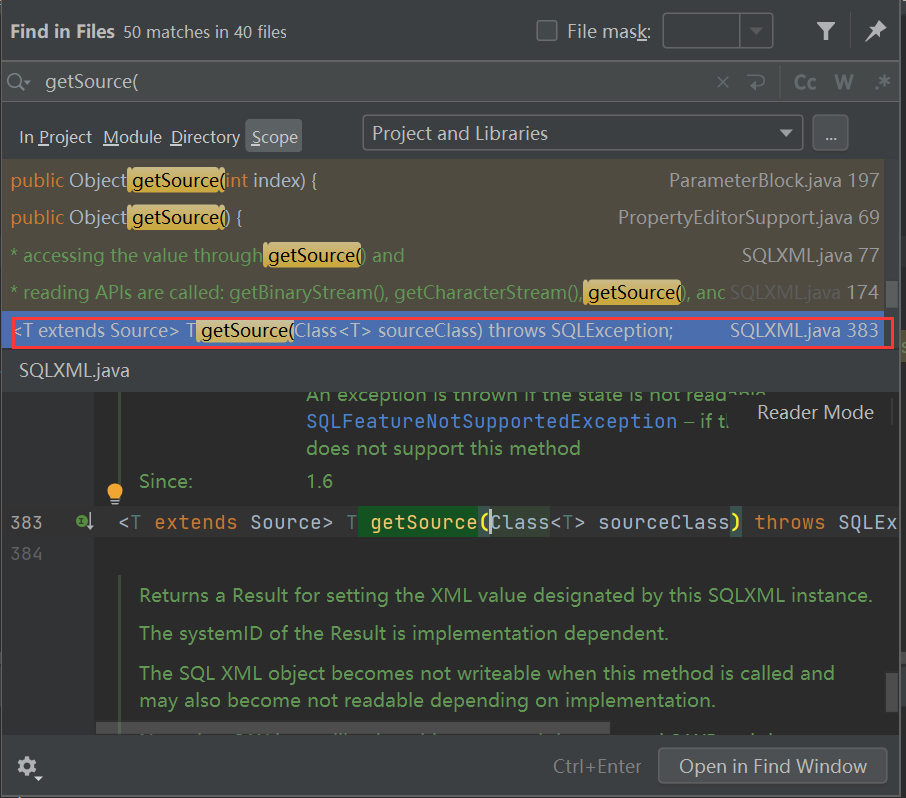 Find in Files 50 matches in 40 files File mask:
getSource( Cc W .*
In Project Module Directory Scope Project and Libraries ...
public Object getSource(int index) { ParameterBlock.java 197
public Object getSource() { PropertyEditorSupport.java 69
* accessing the value through getSource() and SQLXML.java 77
* reading APIs are called: getBinaryStream(), getCharacterStream(), getSource(), and SQLXML.java 174
<T extends Source> T getSource(Class<T> sourceClass) throws SQLException; SQLXML.java 383
SQLXML.java
An exception is thrown if the state is not readable.
Reader Mode
SQLFeatureNotSupportedException – if th
does not support this method
Since: 1.6
383 <T extends Source> T getSource(Class<T> sourceClass) throws SQLEx
384
Returns a Result for setting the XML value designated by this SQLXML instance.
The systemID of the Result is implementation dependent.
The SQL XML object becomes not writeable when this method is called and
may also become not readable depending on implementation.
Ctrl+Enter Open in Find Window